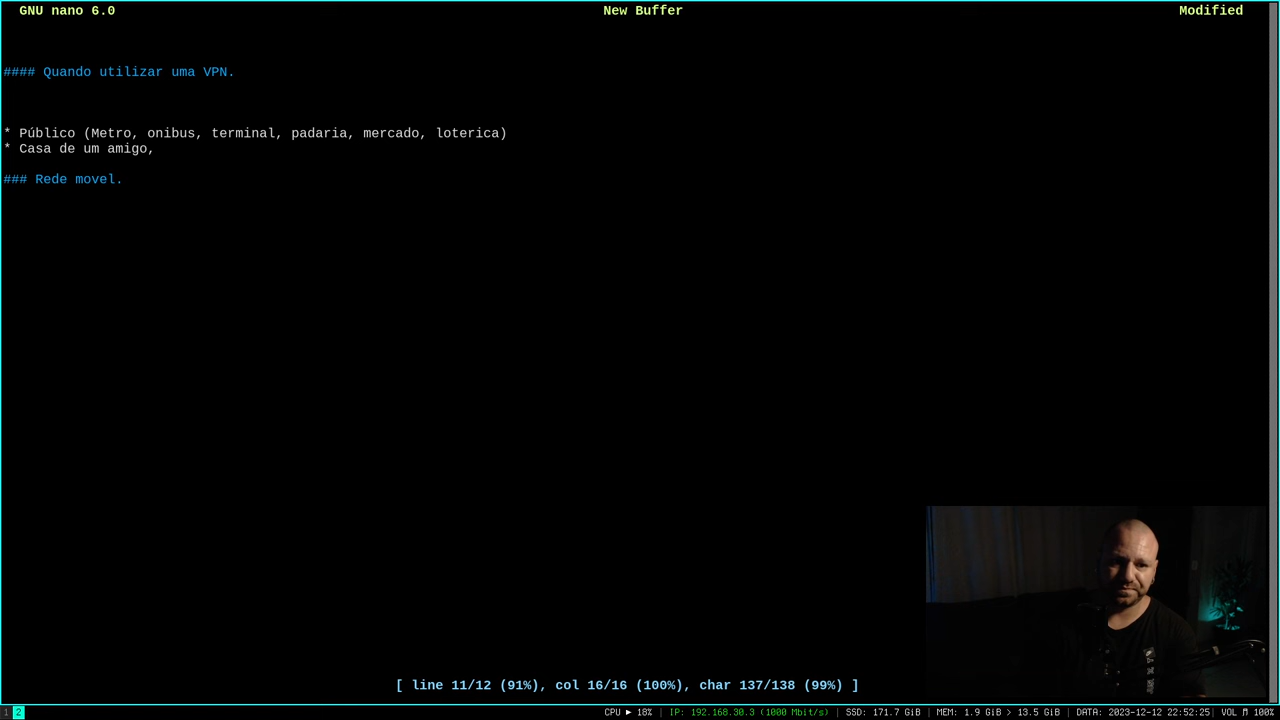 GNU nano 6.0 New Buffer Modified
#### Quando utilizar uma VPN.
* Público (Metro, onibus, terminal, padaria, mercado, loterica)
* Casa de um amigo,
### Rede movel.
[ line 11/12 (91%), col 16/16 (100%), char 137/138 (99%) ]
1 2 CPU ► 18% | IP: 192.168.30.3 (1000 Mbit/s) | SSD: 171.7 GiB | MEM: 1.9 GiB > 13.5 GiB | DATA: 2023-12-12 22:52:25| VOL 100%